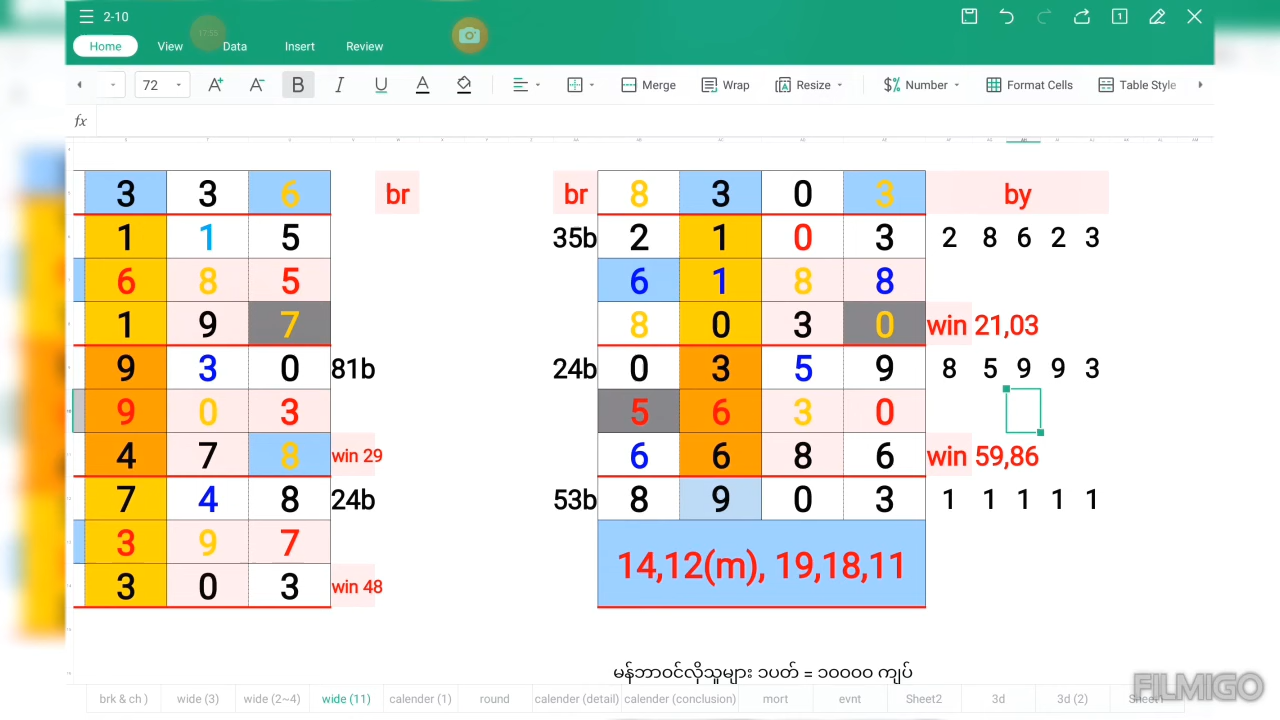 2-10
17:55
Home View Data Insert Review
72 A+ A- B I U A Merge Wrap Resize $% Number Format Cells Table Style
fx
3 3 6 br br 8 3 0 3 by
1 1 5 35b 2 1 0 3 2 8 6 2 3
6 8 5 6 1 8 8
1 9 7 8 0 3 0 win 21,03
9 3 0 81b 24b 0 3 5 9 8 5 9 9 3
9 0 3 5 6 3 0
4 7 8 win 29 6 6 8 6 win 59,86
7 4 8 24b 53b 8 9 0 3 1 1 1 1 1
3 9 7
14,12(m), 19,18,11
3 0 3 win 48
မန်ဘာဝင်လိုသူများ ၁ပတ် = ၁၀၀၀၀ ကျပ်
brk & ch ) wide (3) wide (2~4) wide (11) calender (1) round calender (detail) calender (conclusion) mort evnt Sheet2 3d 3d (2) Sheet1
FILMIGO